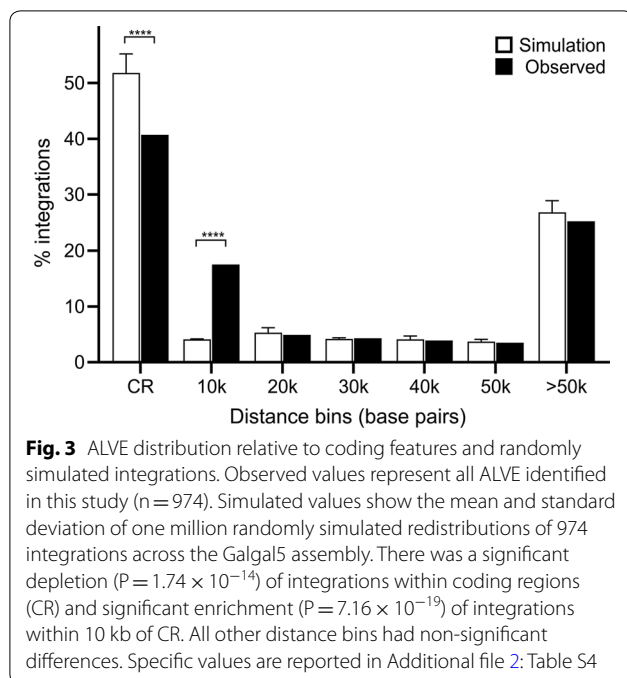 ****
****
Simulation
Observed
50
40
30
20
10
0
% integrations
CR 10k 20k 30k 40k 50k >50k
Distance bins (base pairs)
Fig. 3 ALVE distribution relative to coding features and randomly
simulated integrations. Observed values represent all ALVE identified
in this study (n = 974). Simulated values show the mean and standard
deviation of one million randomly simulated redistributions of 974
integrations across the Galgal5 assembly. There was a significant
depletion (P = 1.74 × 10⁻¹⁴) of integrations within coding regions
(CR) and significant enrichment (P = 7.16 × 10⁻¹⁹) of integrations
within 10 kb of CR. All other distance bins had non-significant
differences. Specific values are reported in Additional file 2: Table S4